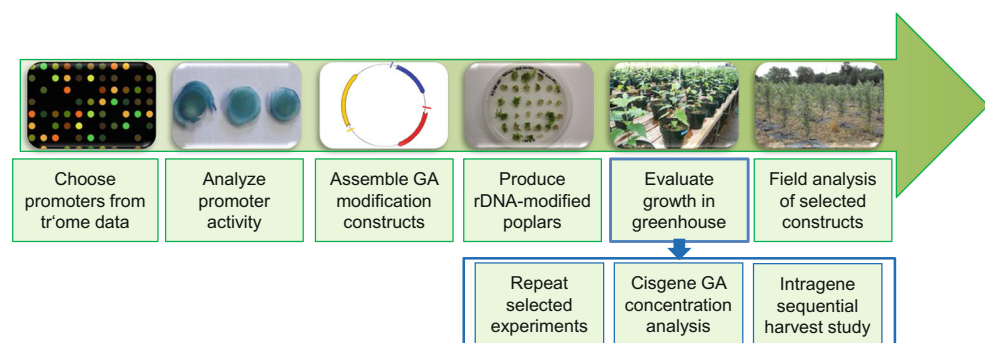 Choose
promoters from
tr'ome data
Analyze
promoter
activity
Assemble GA
modification
constructs
Produce
rDNA-modified
poplars
Evaluate
growth in
greenhouse
Field analysis
of selected
constructs
Repeat
selected
experiments
Cisgene GA
concentration
analysis
Intragene
sequential
harvest study